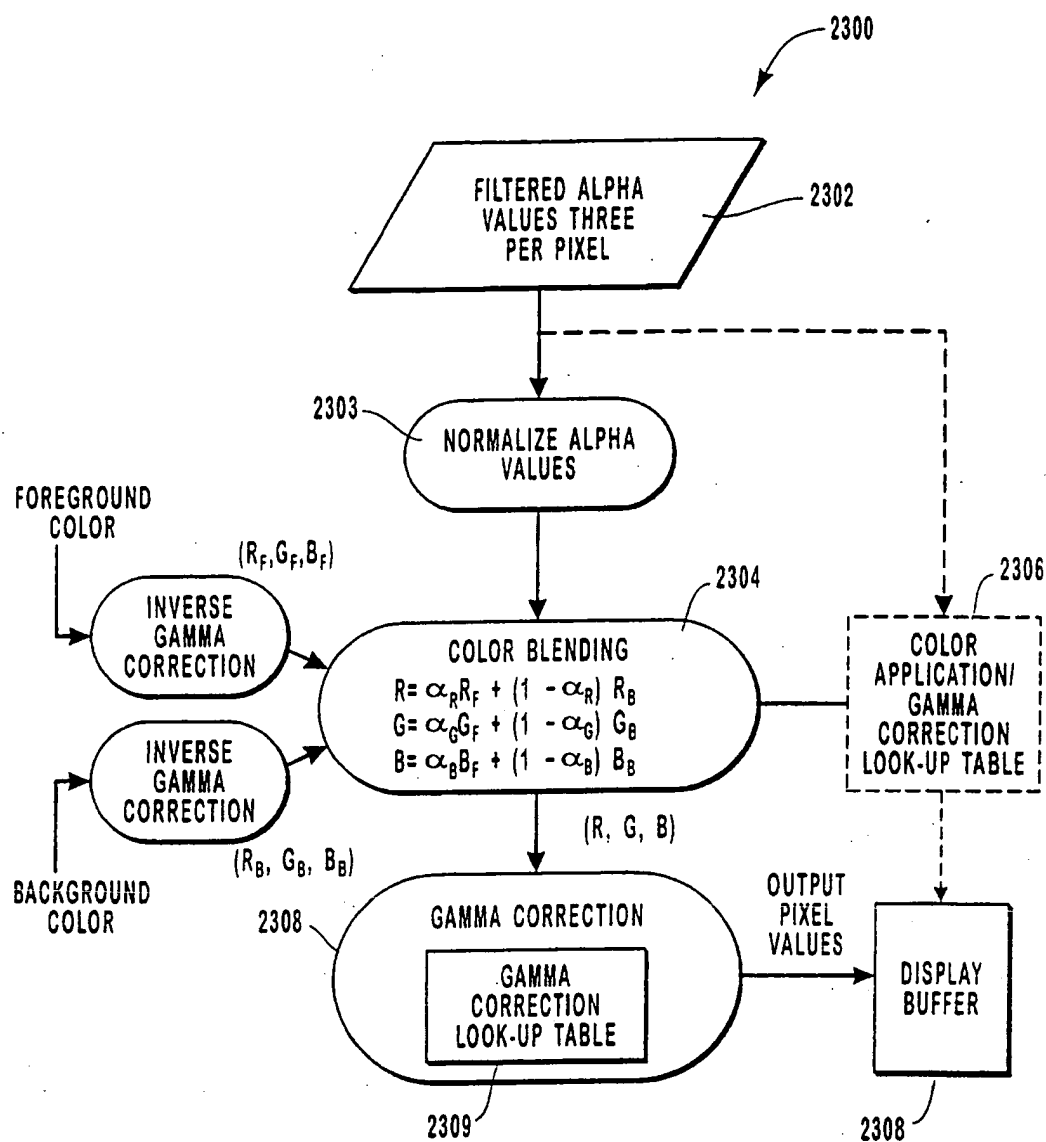 2300
FILTERED ALPHA
VALUES THREE
PER PIXEL
2302
2303
NORMALIZE ALPHA
VALUES
FOREGROUND
COLOR
(R_F,G_F,B_F)
INVERSE
GAMMA
CORRECTION
2304
COLOR BLENDING
R= α_R R_F + (1 - α_R) R_B
G= α_G G_F + (1 - α_G) G_B
B= α_B B_F + (1 - α_B) B_B
2306
COLOR
APPLICATION/
GAMMA
CORRECTION
LOOK-UP TABLE
INVERSE
GAMMA
CORRECTION
(R_B, G_B, B_B)
BACKGROUND
COLOR
(R, G, B)
2308
GAMMA CORRECTION
GAMMA
CORRECTION
LOOK-UP TABLE
2309
OUTPUT
PIXEL
VALUES
DISPLAY
BUFFER
2308